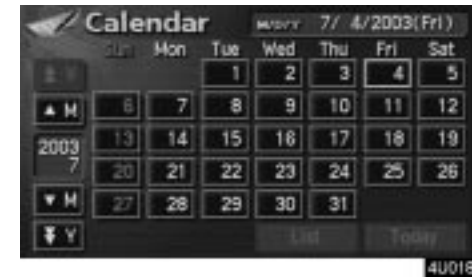 Calendar M/D/YY 7/ 4/2003(Fri)
Sun Mon Tue Wed Thu Fri Sat
Y 1 2 3 4 5
▲ M 6 7 8 9 10 11 12
2003 13 14 15 16 17 18 19
7 20 21 22 23 24 25 26
▼ M 27 28 29 30 31
Y List Today
4U018